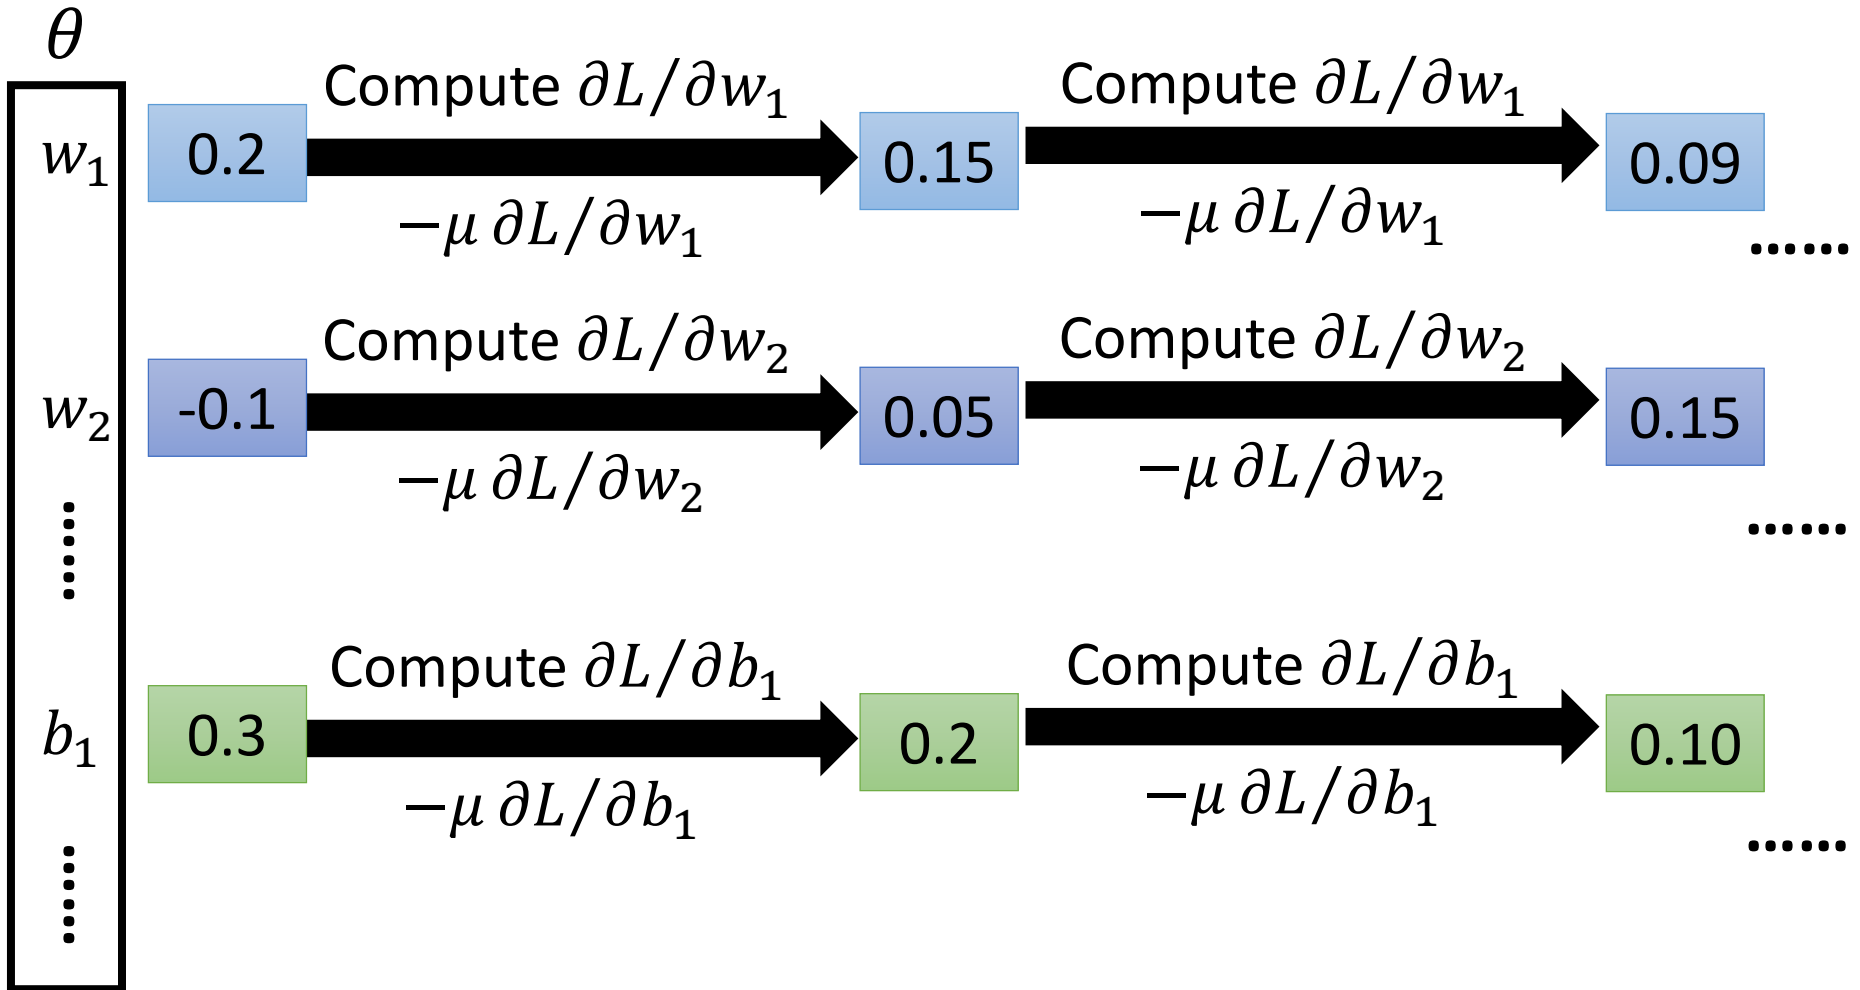 θ
Compute ∂L/∂w₁ Compute ∂L/∂w₁
w₁ 0.2 0.15 0.09
−μ ∂L/∂w₁ −μ ∂L/∂w₁
……
Compute ∂L/∂w₂ Compute ∂L/∂w₂
w₂ -0.1 0.05 0.15
−μ ∂L/∂w₂ −μ ∂L/∂w₂
……
……
Compute ∂L/∂b₁ Compute ∂L/∂b₁
b₁ 0.3 0.2 0.10
−μ ∂L/∂b₁ −μ ∂L/∂b₁
……
……